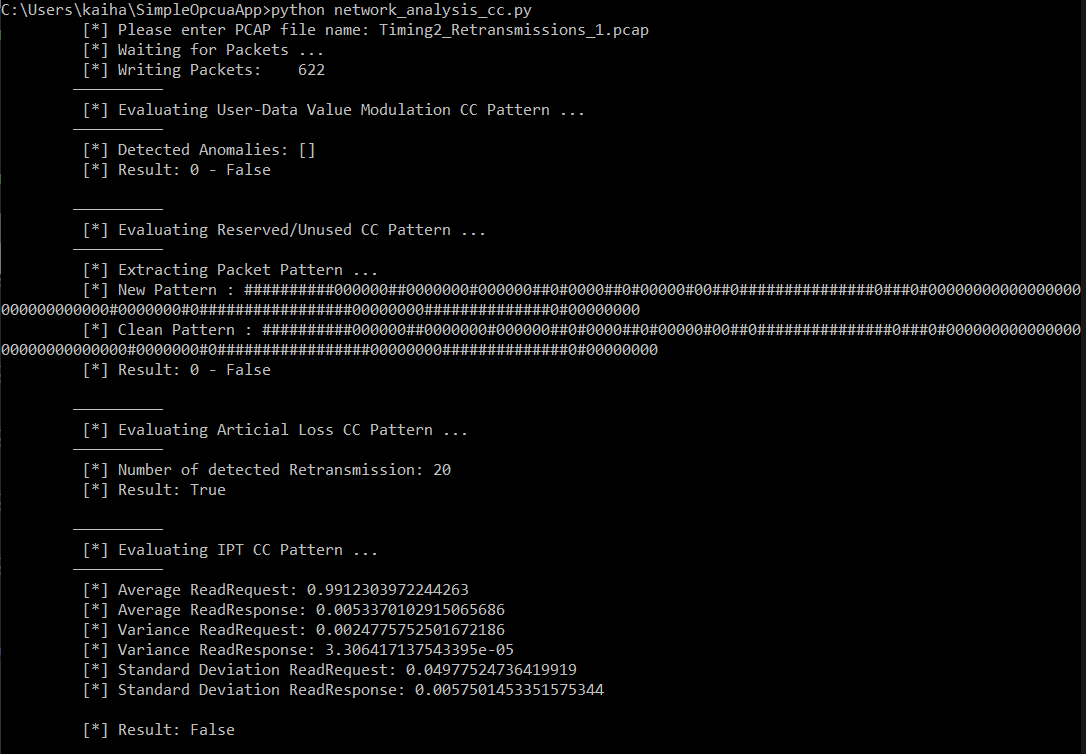 C:\Users\kaiha\SimpleOpcuaApp>python network_analysis_cc.py
[*] Please enter PCAP file name: Timing2_Retransmissions_1.pcap
[*] Waiting for Packets ...
[*] Writing Packets:    622
__________
[*] Evaluating User-Data Value Modulation CC Pattern ...
__________
[*] Detected Anomalies: []
[*] Result: 0 - False
__________
[*] Evaluating Reserved/Unused CC Pattern ...
__________
[*] Extracting Packet Pattern ...
[*] New Pattern : ##########000000##0000000#000000##0#0000##0#00000#00##0###############0###0#00000000000000000
000000000000#0000000#0#################00000000##############0#00000000
[*] Clean Pattern : ##########000000##0000000#000000##0#0000##0#00000#00##0###############0###0#000000000000000
00000000000000#0000000#0#################00000000##############0#00000000
[*] Result: 0 - False
__________
[*] Evaluating Articial Loss CC Pattern ...
__________
[*] Number of detected Retransmission: 20
[*] Result: True
__________
[*] Evaluating IPT CC Pattern ...
__________
[*] Average ReadRequest: 0.9912303972244263
[*] Average ReadResponse: 0.0053370102915065686
[*] Variance ReadRequest: 0.0024775752501672186
[*] Variance ReadResponse: 3.306417137543395e-05
[*] Standard Deviation ReadRequest: 0.04977524736419919
[*] Standard Deviation ReadResponse: 0.0057501453351575344
[*] Result: False